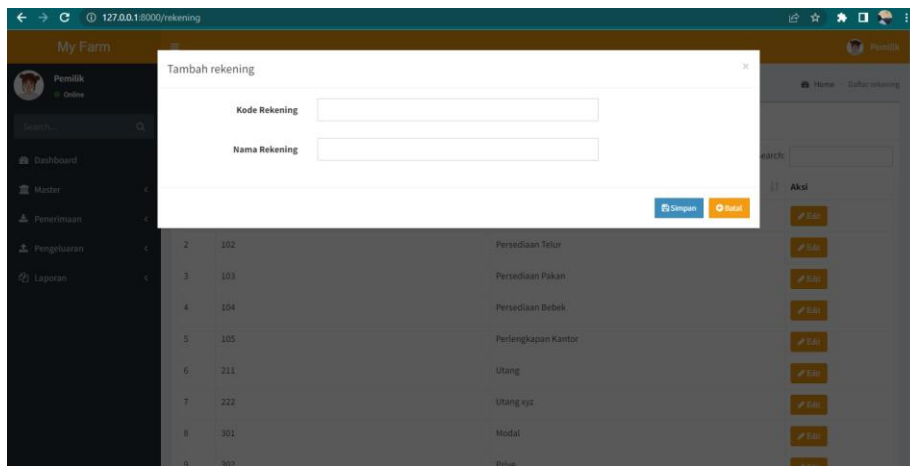 127.0.0.1:8000/rekening
My Farm
Pemilik
Pemilik
Online
Tambah rekening
×
Home
Daftar rekening
Kode Rekening
Nama Rekening
Search...
Search:
Dashboard
Master
Aksi
Simpan
Batal
Penerimaan
Edit
Pengeluaran
2 102 Persediaan Telur Edit
Laporan
3 103 Persediaan Pakan Edit
4 104 Persediaan Bebek Edit
5 105 Perlengkapan Kantor Edit
6 211 Utang Edit
7 222 Utang xyz Edit
8 301 Modal Edit
9 302 Prive